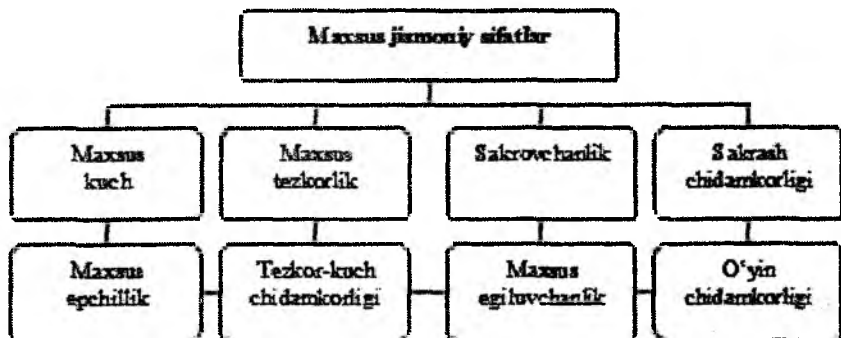 Maxsus jismoniy sifatlar
Maxsus
kuch
Maxsus
tezkorlik
Sakrovchanlik
Sakrash
chidamkorligi
Maxsus
epchillik
Tezkor-kuch
chidamkorligi
Maxsus
egiluvchanlik
O‘yin
chidamkorligi